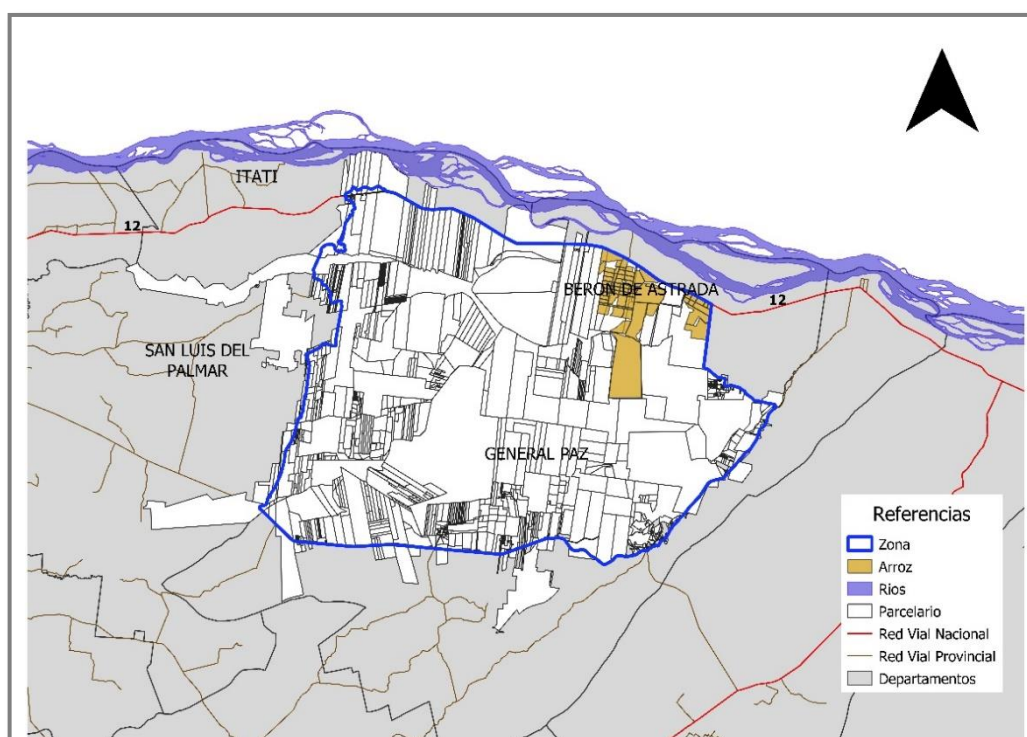 ITATI
12
BERON DE ASTRADA
12
SAN LUIS DEL
PALMAR
GENERAL PAZ
Referencias
Zona
Arroz
Ríos
Parcelario
Red Vial Nacional
Red Vial Provincial
Departamentos